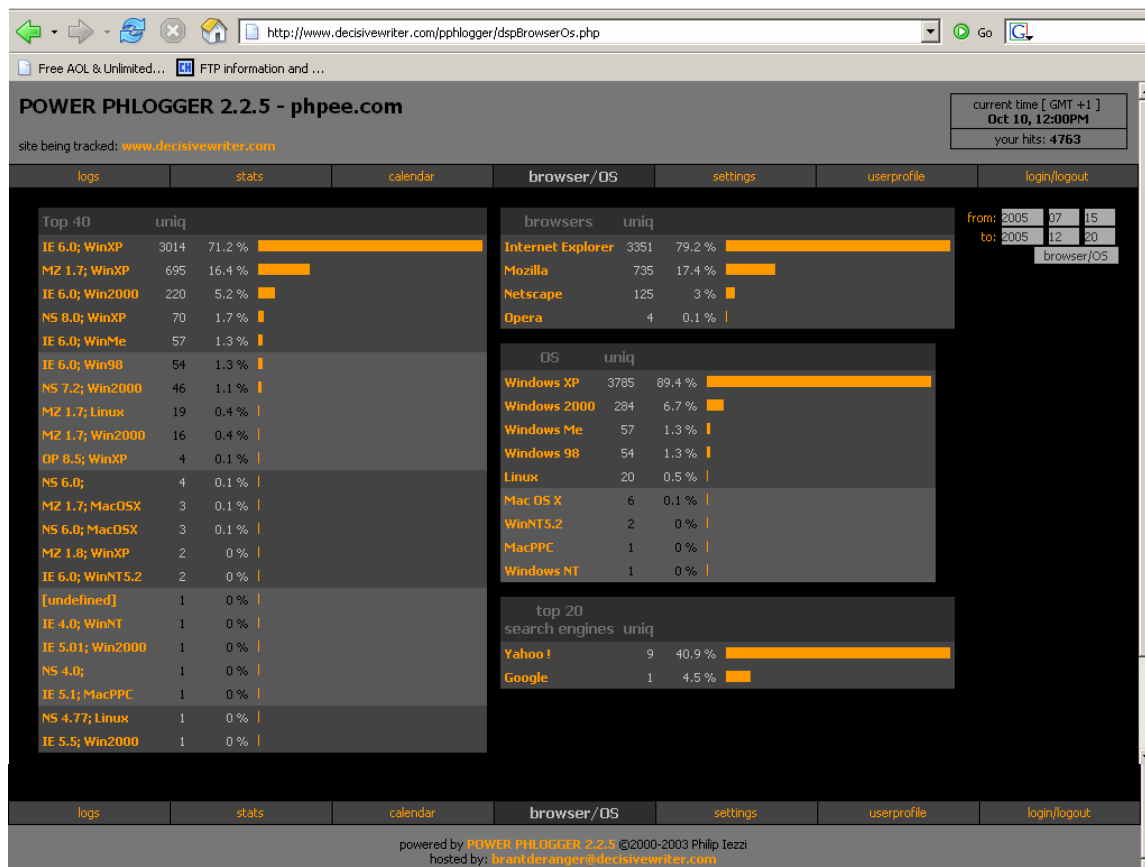 http://www.decisivewriter.com/pphlogger/dspBrowserOs.php Go G
Free AOL & Unlimited... CH FTP information and ...
POWER PHLOGGER 2.2.5 - phpee.com
current time [ GMT +1 ]
Oct 10, 12:00PM
your hits: 4763
site being tracked: www.decisivewriter.com
logs stats calendar browser/OS settings userprofile login/logout
Top 40 uniq
IE 6.0; WinXP 3014 71.2 %
MZ 1.7; WinXP 695 16.4 %
IE 6.0; Win2000 220 5.2 %
NS 8.0; WinXP 70 1.7 %
IE 6.0; WinMe 57 1.3 %
IE 6.0; Win98 54 1.3 %
NS 7.2; Win2000 46 1.1 %
MZ 1.7; Linux 19 0.4 %
MZ 1.7; Win2000 16 0.4 %
OP 8.5; WinXP 4 0.1 %
NS 6.0; 4 0.1 %
MZ 1.7; MacOSX 3 0.1 %
NS 6.0; MacOSX 3 0.1 %
MZ 1.8; WinXP 2 0 %
IE 6.0; WinNT5.2 2 0 %
[undefined] 1 0 %
IE 4.0; WinNT 1 0 %
IE 5.01; Win2000 1 0 %
NS 4.0; 1 0 %
IE 5.1; MacPPC 1 0 %
NS 4.77; Linux 1 0 %
IE 5.5; Win2000 1 0 %
browsers uniq
Internet Explorer 3351 79.2 %
Mozilla 735 17.4 %
Netscape 125 3 %
Opera 4 0.1 %
OS uniq
Windows XP 3785 89.4 %
Windows 2000 284 6.7 %
Windows Me 57 1.3 %
Windows 98 54 1.3 %
Linux 20 0.5 %
Mac OS X 6 0.1 %
WinNT5.2 2 0 %
MacPPC 1 0 %
Windows NT 1 0 %
top 20
search engines uniq
Yahoo ! 9 40.9 %
Google 1 4.5 %
from: 2005 07 15
to: 2005 12 20
browser/OS
logs stats calendar browser/OS settings userprofile login/logout
powered by POWER PHLOGGER 2.2.5 ©2000-2003 Philip Iezzi
hosted by: brantderanger@decisivewriter.com